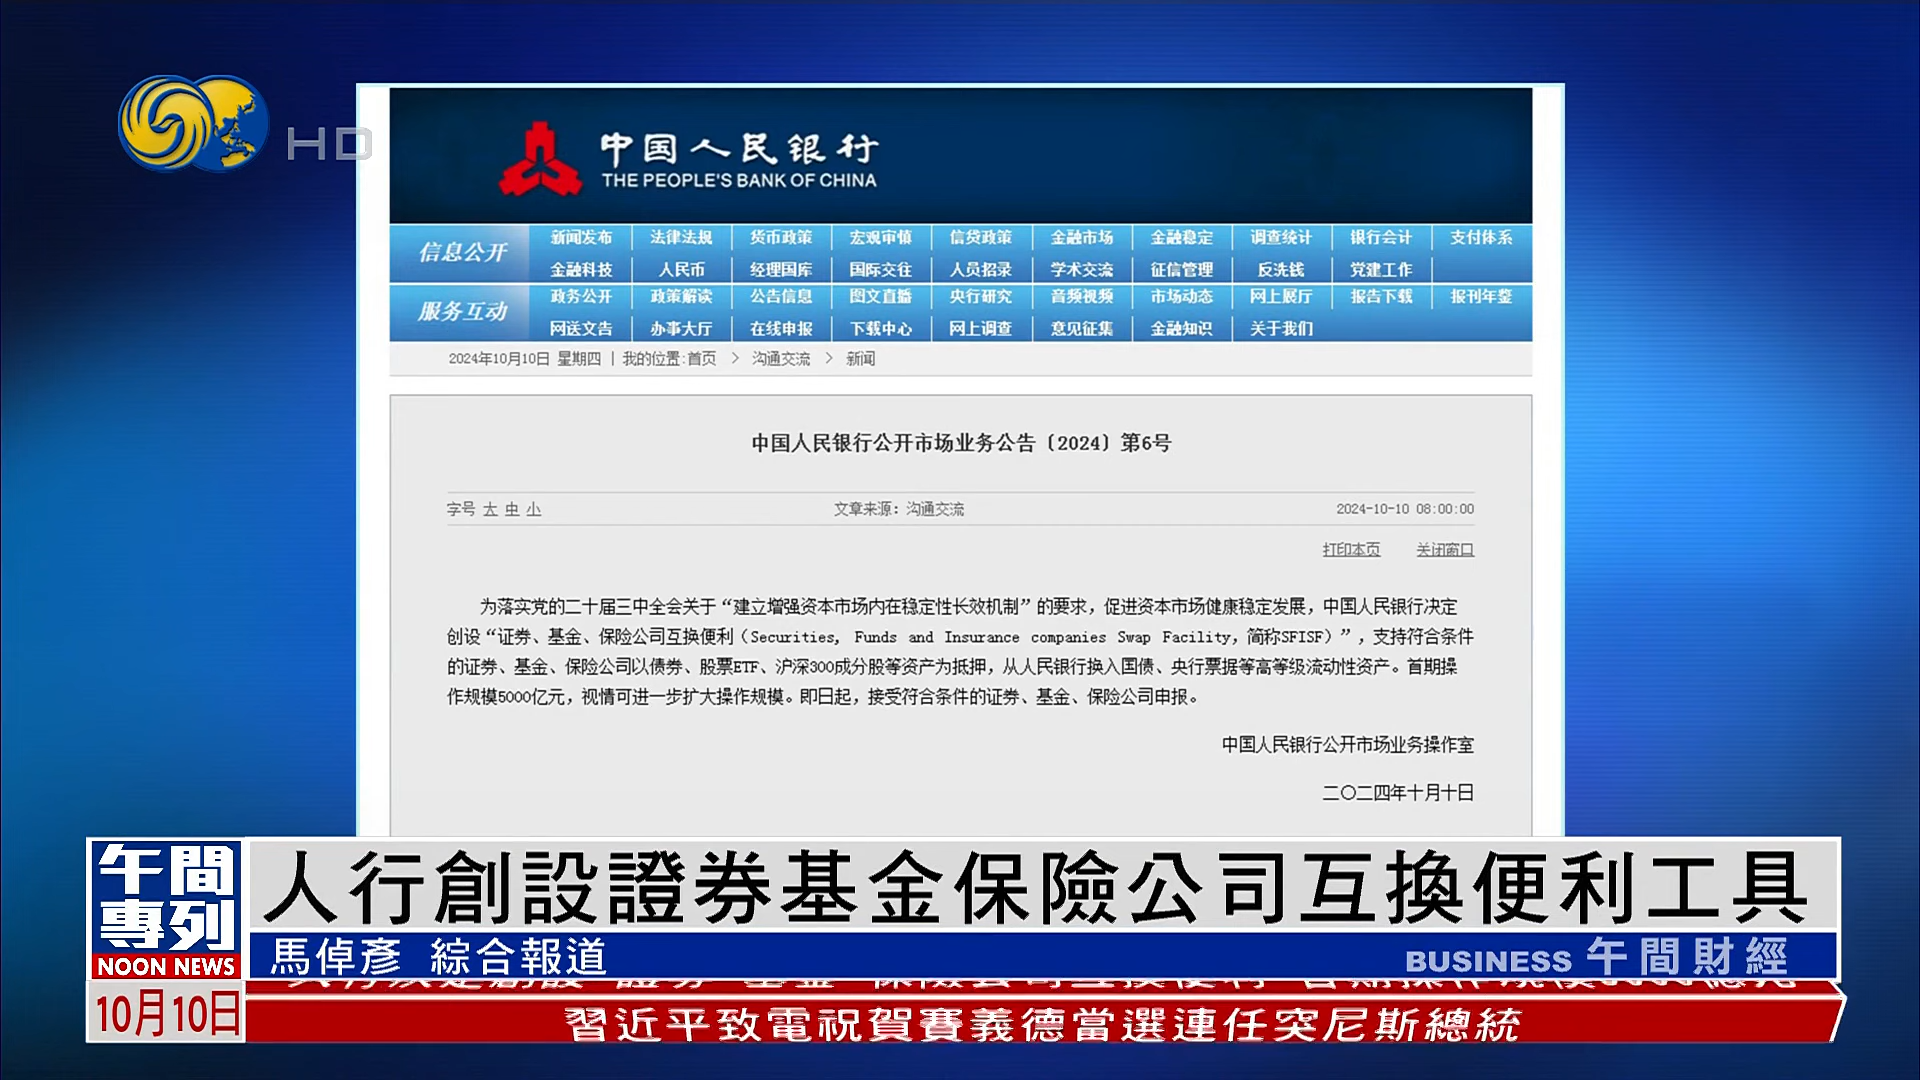 HD
中国人民银行
THE PEOPLE'S BANK OF CHINA
信息公开
新闻发布 法律法规 货币政策 宏观审慎 信贷政策 金融市场 金融稳定 调查统计 银行会计 支付体系
金融科技 人民币 经理国库 国际交往 人员招录 学术交流 征信管理 反洗钱 党建工作
服务互动
政务公开 政策解读 公告信息 图文直播 央行研究 音频视频 市场动态 网上展厅 报告下载 报刊年鉴
网送文告 办事大厅 在线申报 下载中心 网上调查 意见征集 金融知识 关于我们
2024年10月10日 星期四 | 我的位置:首页 > 沟通交流 > 新闻
中国人民银行公开市场业务公告〔2024〕第6号
字号 大 中 小 文章来源：沟通交流 2024-10-10 08:00:00
打印本页 关闭窗口
为落实党的二十届三中全会关于“建立增强资本市场内在稳定性长效机制”的要求，促进资本市场健康稳定发展，中国人民银行决定
创设“证券、基金、保险公司互换便利（Securities, Funds and Insurance companies Swap Facility，简称SFISF）”，支持符合条件
的证券、基金、保险公司以债券、股票ETF、沪深300成分股等资产为抵押，从人民银行换入国债、央行票据等高等级流动性资产。首期操
作规模5000亿元，视情可进一步扩大操作规模。即日起，接受符合条件的证券、基金、保险公司申报。
中国人民银行公开市场业务操作室
二〇二四年十月十日
午間專列
NOON NEWS
人行創設證券基金保險公司互換便利工具
馬倬彥 綜合報道
BUSINESS 午間財經
10月10日
習近平致電祝賀賽義德當選連任突尼斯總統